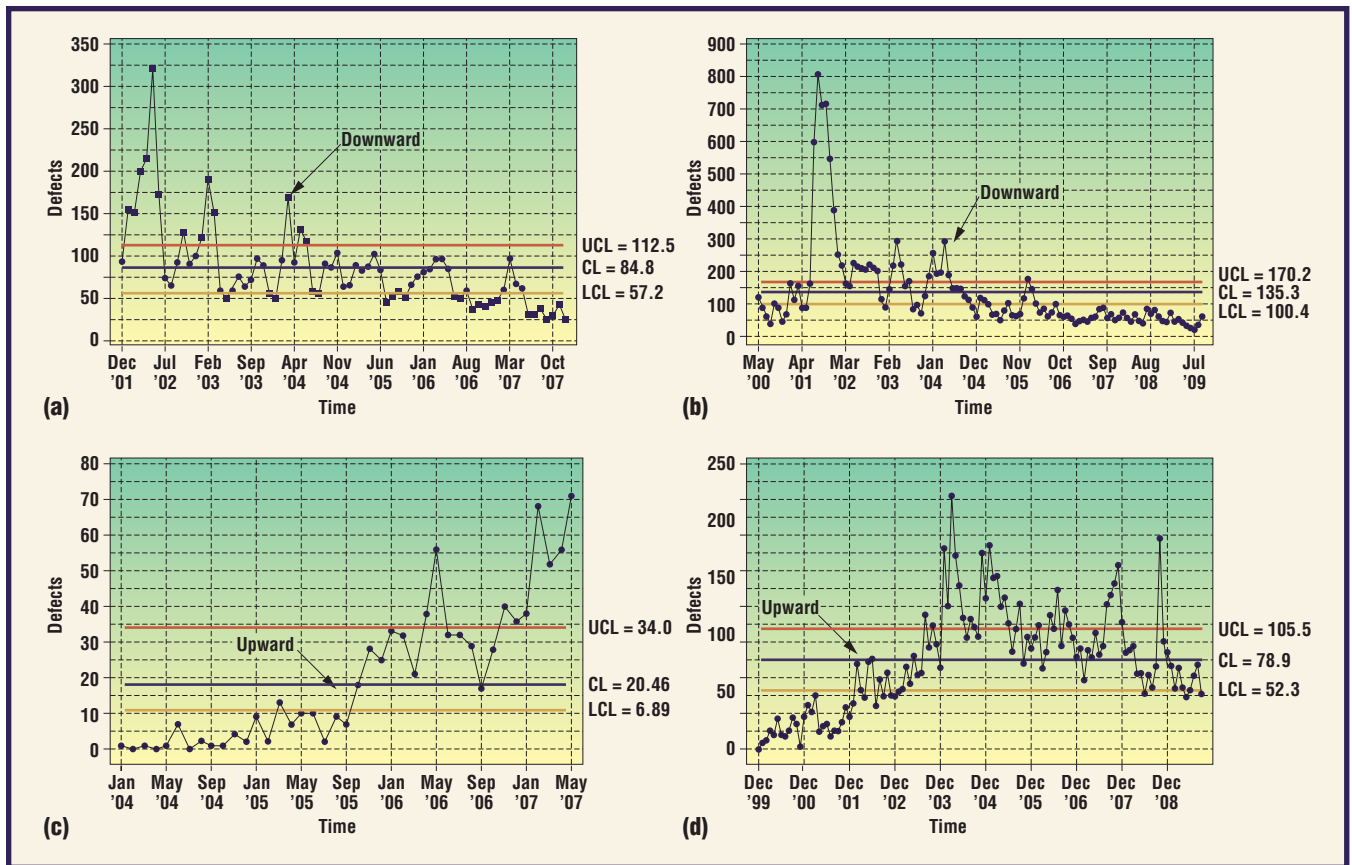 350
300
250
200
150
100
50
0
Defects
Downward
UCL = 112.5
CL = 84.8
LCL = 57.2
Dec Jul Feb Sep Apr Nov Jun Jan Aug Mar Oct
'01 '02 '03 '03 '04 '04 '05 '06 '06 '07 '07
(a)
Time
900
800
700
600
500
400
300
200
100
0
Defects
Downward
UCL = 170.2
CL = 135.3
LCL = 100.4
May Apr Mar Feb Jan Dec Nov Jun Sep Aug Jul
'00 '01 '02 '03 '04 '04 '05 '06 '07 '08 '09
(b)
Time
80
70
60
50
40
30
20
10
0
Defects
Upward
UCL = 34.0
CL = 20.46
LCL = 6.89
Jan May Sep Jan May Sep Jan May Sep Jan May
'04 '04 '04 '05 '05 '05 '06 '06 '06 '07 '07
(c)
Time
250
200
150
100
50
0
Defects
Upward
UCL = 105.5
CL = 78.9
LCL = 52.3
Dec Dec Dec Dec Dec Dec Dec Dec Dec Dec
'99 '00 '01 '02 '03 '04 '05 '06 '07 '08
(d)
Time